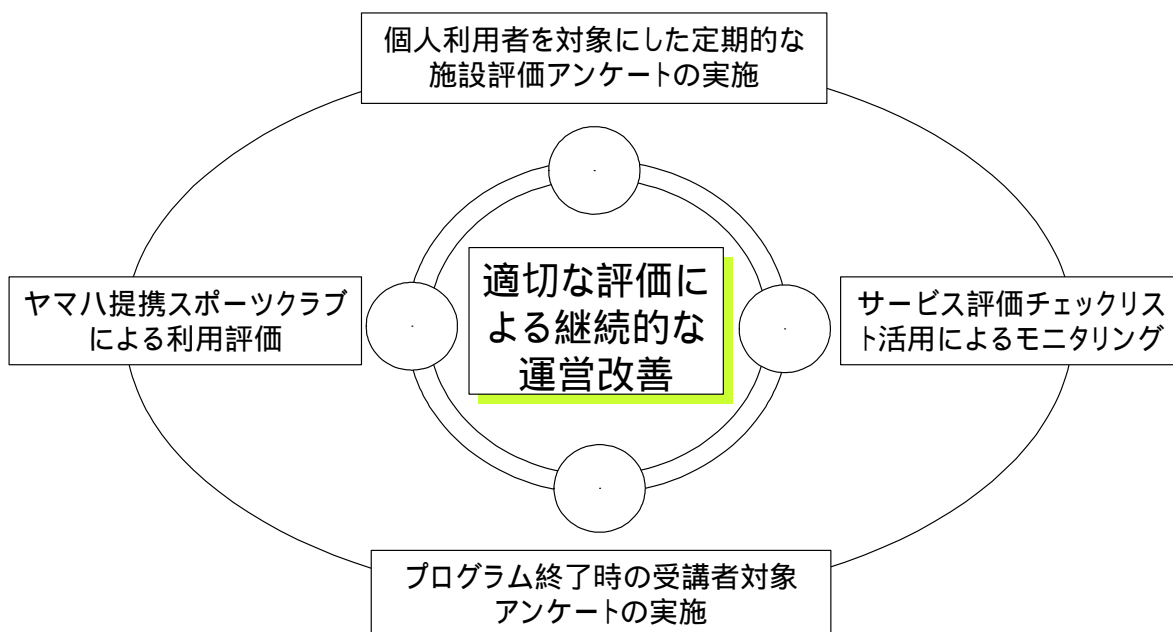 個人利用者を対象にした定期的な
施設評価アンケートの実施
適切な評価に
よる継続的な
運営改善
ヤマハ提携スポーツクラブ
による利用評価
サービス評価チェックリス
ト活用によるモニタリング
プログラム終了時の受講者対象
アンケートの実施